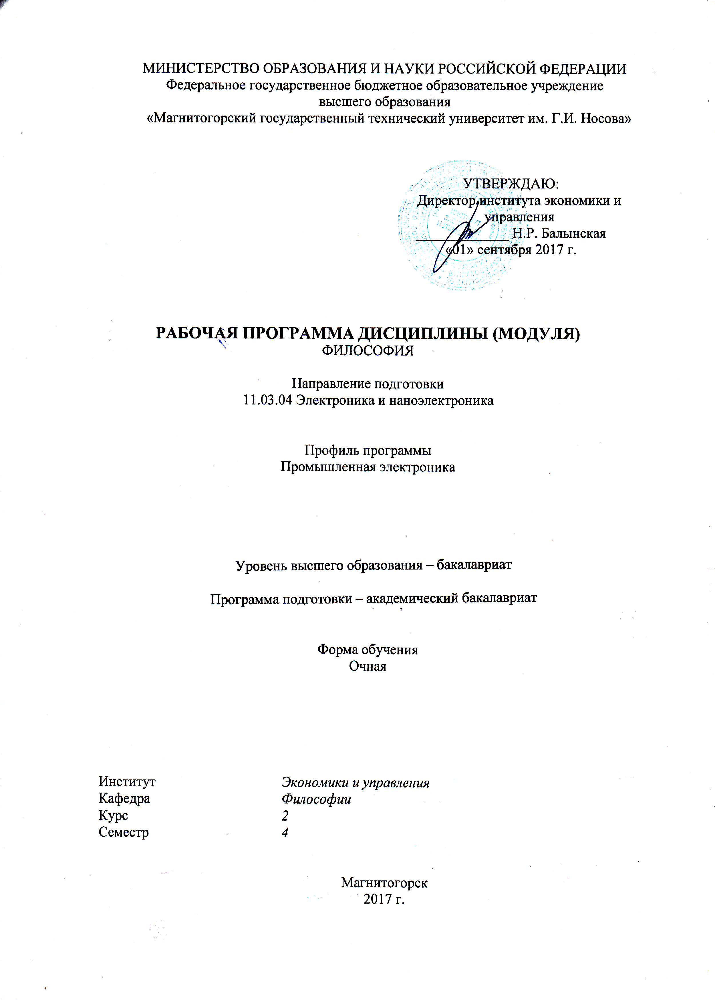 МИНИСТЕРСТВО ОБРАЗОВАНИЯ И НАУКИ РОССИЙСКОЙ ФЕДЕРАЦИИ
Федеральное государственное бюджетное образовательное учреждение
высшего образования
«Магнитогорский государственный технический университет им. Г.И. Носова»
УТВЕРЖДАЮ:
Директор института экономики и
управления
Н.Р. Балынская
«01» сентября 2017 г.
РАБОЧАЯ ПРОГРАММА ДИСЦИПЛИНЫ (МОДУЛЯ)
ФИЛОСОФИЯ
Направление подготовки
11.03.04 Электроника и наноэлектроника
Профиль программы
Промышленная электроника
Уровень высшего образования – бакалавриат
Программа подготовки – академический бакалавриат
Форма обучения
Очная
Институт Экономики и управления
Кафедра Философии
Курс 2
Семестр 4
Магнитогорск
2017 г.